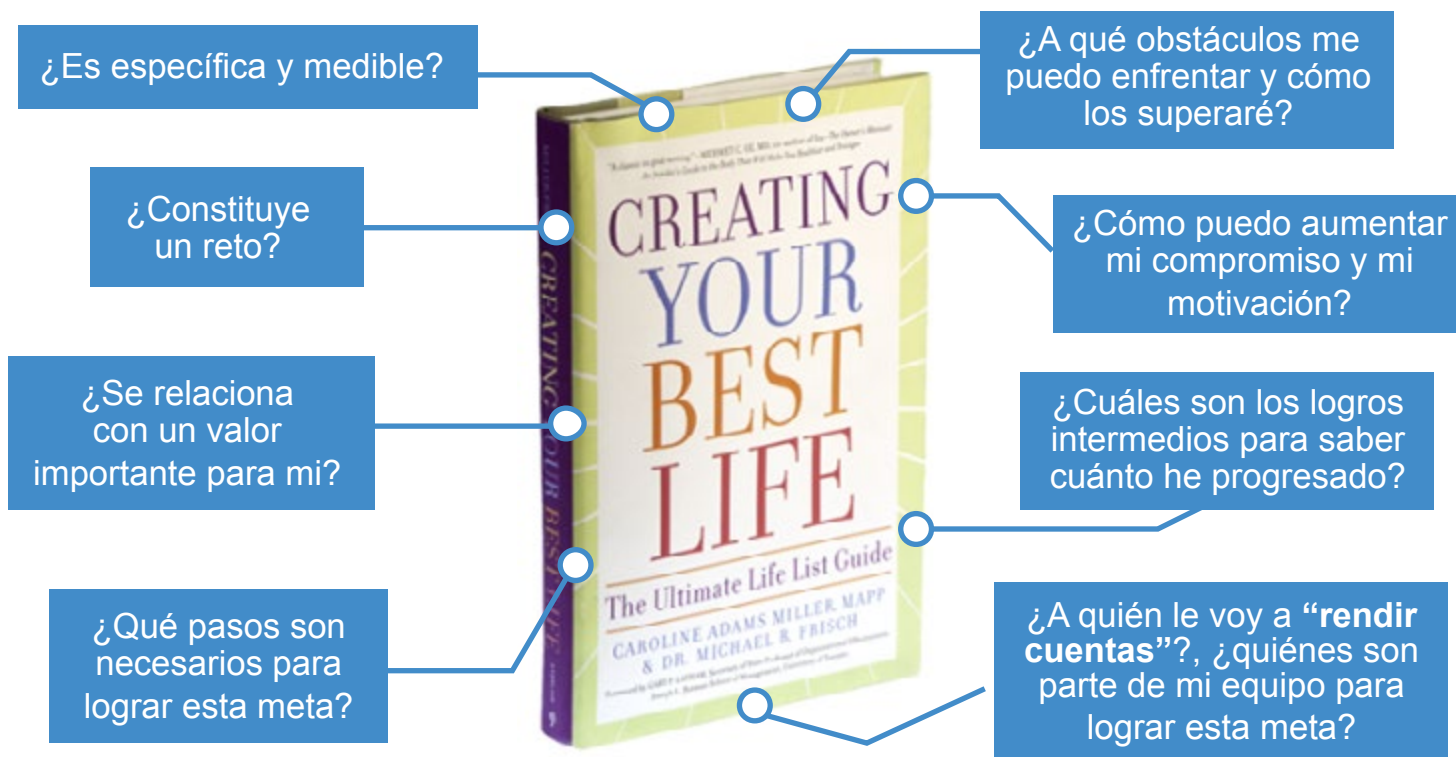 ¿Es específica y medible?
¿Constituye
un reto?
¿Se relaciona
con un valor
importante para mi?
¿Qué pasos son
necesarios para
lograr esta meta?
CREATING
YOUR
BEST
LIFE
The Ultimate Life List Guide
CAROLINE ADAMS MILLER, MAPP
& DR. MICHAEL B. FRISCH
CREATING YOUR BEST LIFE
¿A qué obstáculos me
puedo enfrentar y cómo
los superaré?
¿Cómo puedo aumentar
mi compromiso y mi
motivación?
¿Cuáles son los logros
intermedios para saber
cuánto he progresado?
¿A quién le voy a “rendir
cuentas”?, ¿quiénes son
parte de mi equipo para
lograr esta meta?